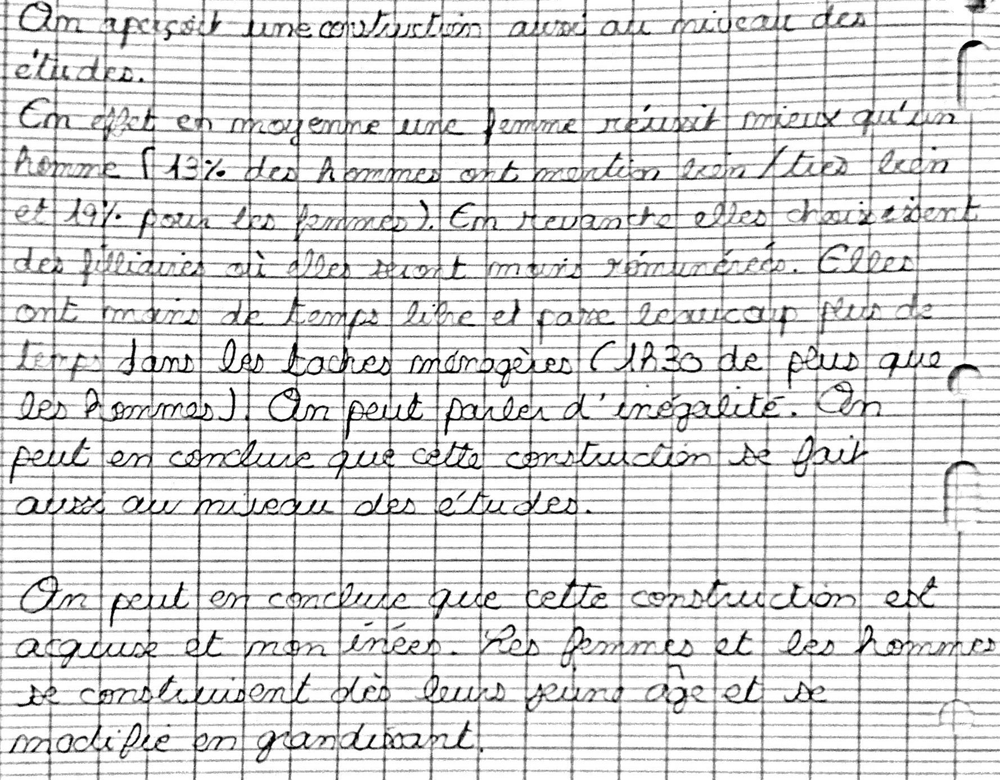 On aperçoit une constuction aussi au niveau des
études.
En effet en moyenne une femme réussit mieux qu'un
homme (13% des hommes ont mention bien / très bien
et 19% pour les femmes). En revanche elles choisissent
des fillières où elles seront moins rémunérées. Elles
ont moins de temps libre et passe beaucoup plus de
temps dans les taches ménagères (1h30 de plus que
les hommes). On peut parler d'inégalité. On
peut en conclure que cette construction se fait
aussi au niveau des études.
On peut en conclure que cette construction est
acquise et non inées. Les femmes et les hommes
se construisent dès leurs jeune âge et se
modifie en grandissant.